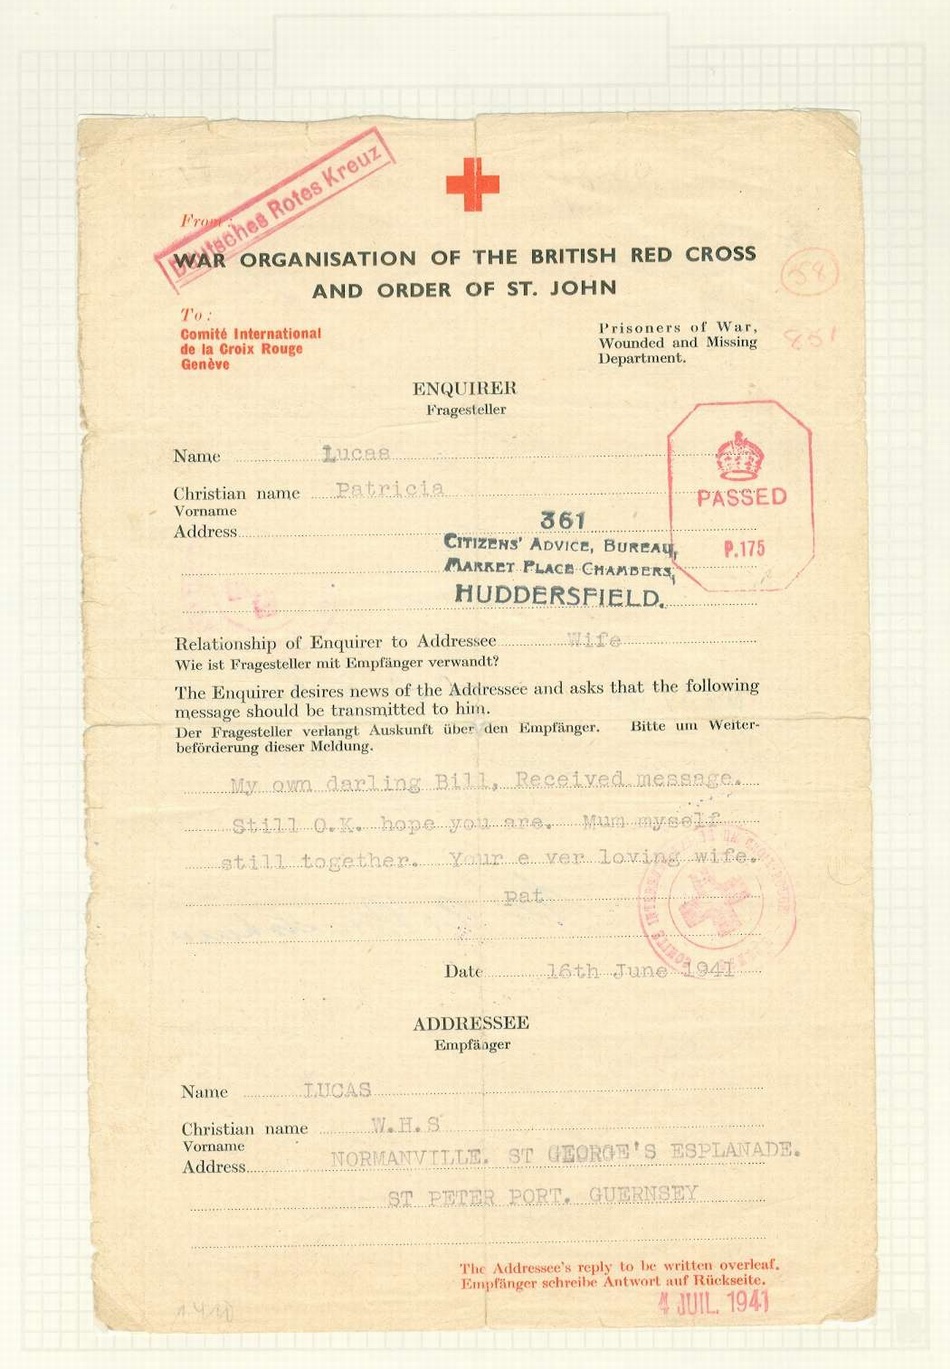 Deutsches Rotes Kreuz
From:
WAR ORGANISATION OF THE BRITISH RED CROSS
AND ORDER OF ST. JOHN
58
To:
Comité International
de la Croix Rouge
Genève
Prisoners of War,
Wounded and Missing
Department.
851
ENQUIRER
Fragesteller
Name Lucas
Christian name Patricia
Vorname
Address
PASSED
P.175
361
CITIZENS' ADVICE, BUREAU,
MARKET PLACE CHAMBERS,
HUDDERSFIELD.
Relationship of Enquirer to Addressee Wife
Wie ist Fragesteller mit Empfänger verwandt?
The Enquirer desires news of the Addressee and asks that the following
message should be transmitted to him.
Der Fragesteller verlangt Auskunft über den Empfänger. Bitte um Weiter-
beförderung dieser Meldung.
My own darling Bill, Received message.
Still O.K. hope you are. Mum myself
still together. Your e ver loving wife.
pat
Date 16th June 1941
ADDRESSEE
Empfänger
Name LUCAS
Christian name W.H.S
Vorname
Address NORMANVILLE. ST GEORGE'S ESPLANADE.
ST PETER PORT. GUERNSEY
The Addressee's reply to be written overleaf.
Empfänger schreibe Antwort auf Rückseite.
4 JUIL. 1941